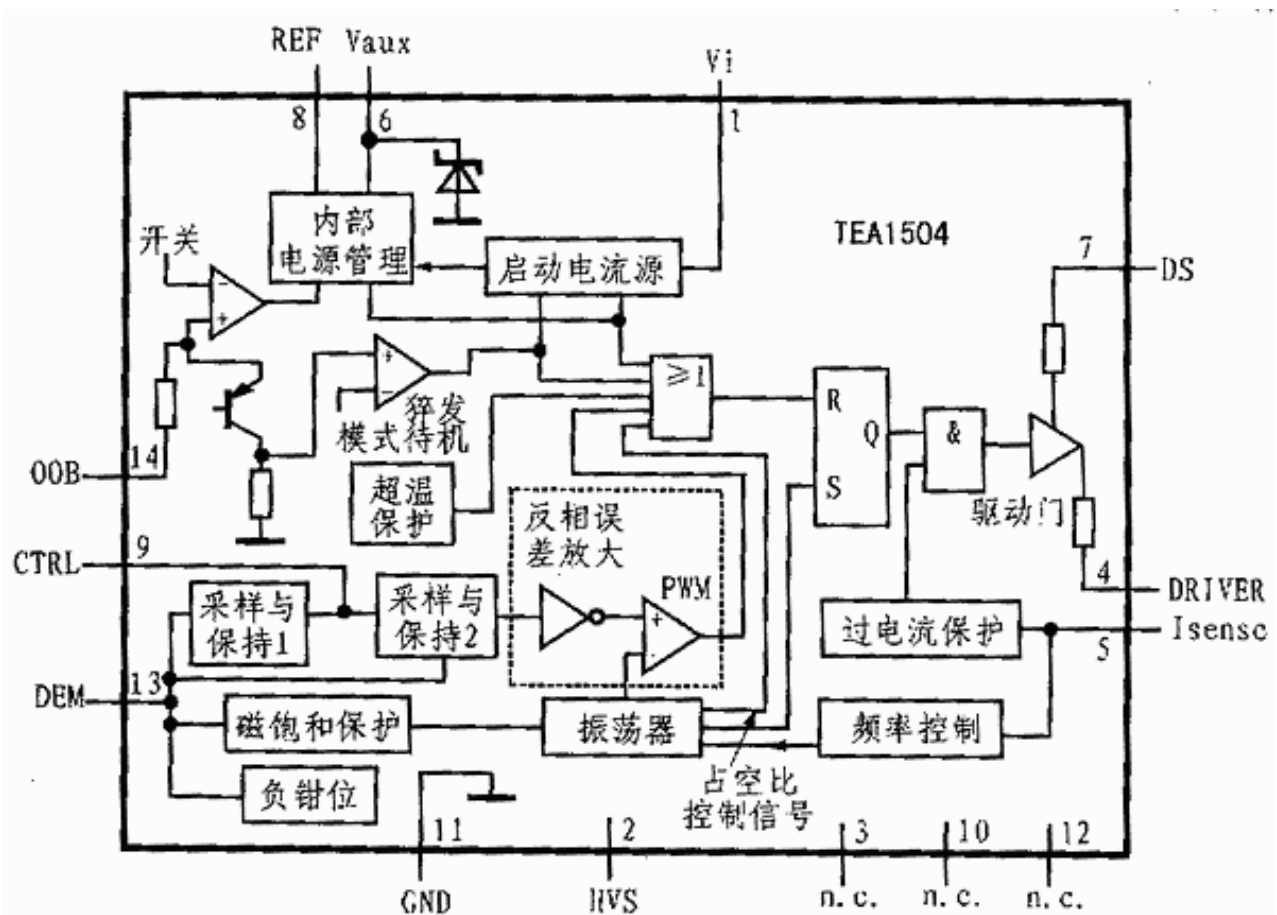 REF Vaux
Vi
8
6
1
内部
电源管理
TEA1504
开关
启动电流源
7
DS
−
+
+
−
≥1
猝发
模式待机
R
Q
S
&
14
OOB
超温
保护
反相误
差放大
驱动门
9
CTRL
PWM
4
DRIVER
采样与
保持1
采样与
保持2
+
过电流保护
5
Isense
13
DEM
磁饱和保护
振荡器
频率控制
负钳位
占空比
控制信号
11
2
3
10
12
GND
HVS
n.c.
n.c.
n.c.